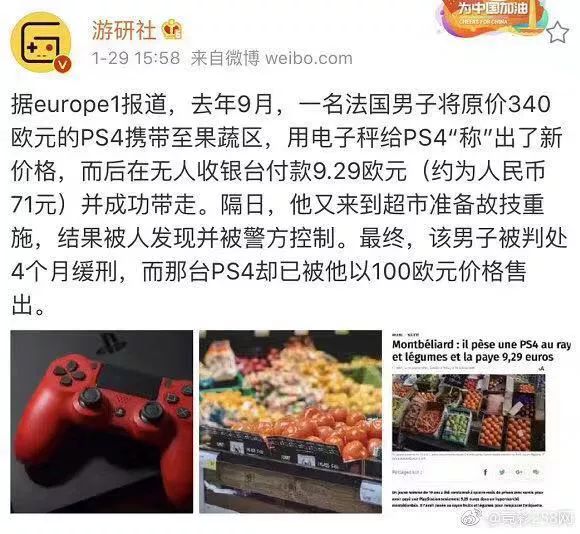 为中国加油
CHEERS FOR CHINA
游研社
1-29 15:58 来自微博 weibo.com
据europe1报道，去年9月，一名法国男子将原价340
欧元的PS4携带至果蔬区，用电子秤给PS4“称”出了新
价格，而后在无人收银台付款9.29欧元（约为人民币
71元）并成功带走。隔日，他又来到超市准备故技重
施，结果被人发现并被警方控制。最终，该男子被判处
4个月缓刑，而那台PS4却已被他以100欧元价格售
出。
Montbéliard : il pèse une PS4 au ray
et légumes et la paye 9,29 euros
Partagez sur :